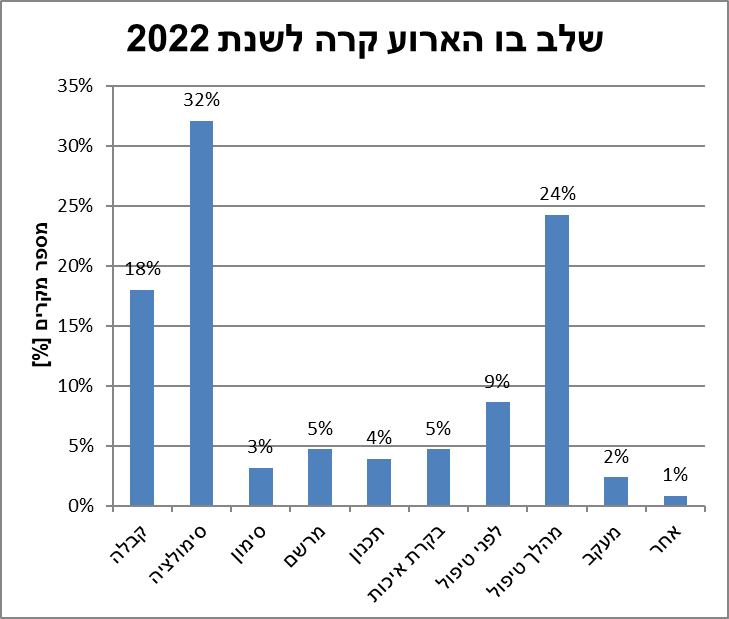 שלב בו הארוע קרה לשנת 2022
מספר מקרים [%]
35%
30%
25%
20%
15%
10%
5%
0%
18%
32%
3%
5%
4%
5%
9%
24%
2%
1%
קבלה
סימולציה
סימון
מרשם
תכנון
בקרת איכות
לפני טיפול
מהלך טיפול
מעקב
אחר